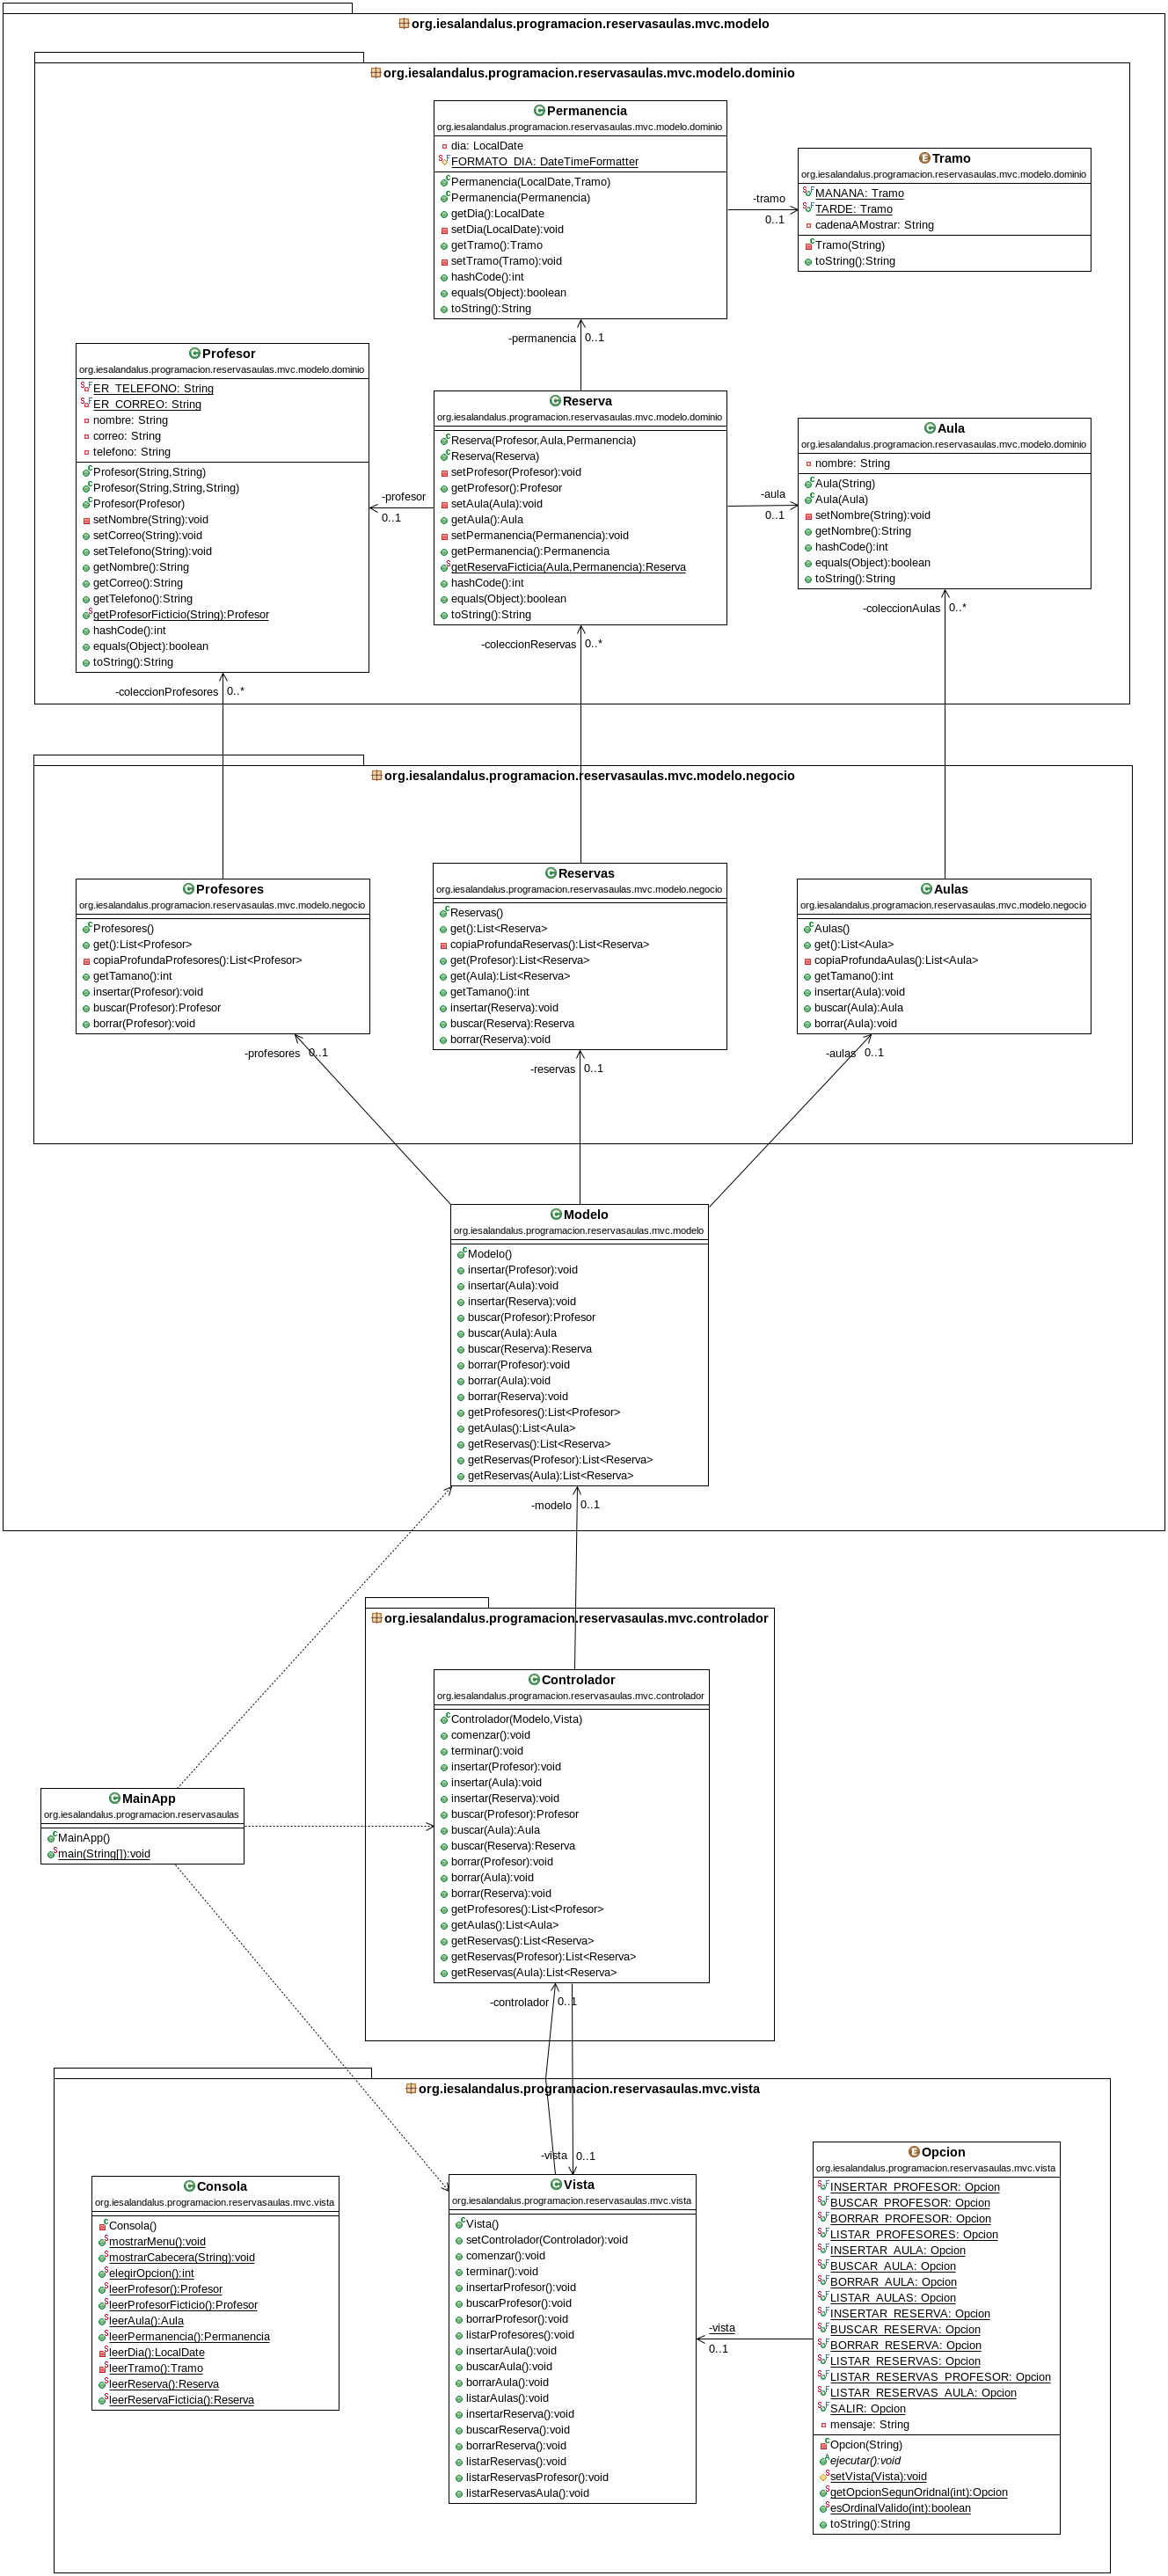 org.iesalandalus.programacion.reservasaulas.mvc.modelo
org.iesalandalus.programacion.reservasaulas.mvc.modelo.dominio
Permanencia
org.iesalandalus.programacion.reservasaulas.mvc.modelo.dominio
dia: LocalDate
FORMATO_DIA: DateTimeFormatter
Permanencia(LocalDate,Tramo)
Permanencia(Permanencia)
getDia():LocalDate
setDia(LocalDate):void
getTramo():Tramo
setTramo(Tramo):void
hashCode():int
equals(Object):boolean
toString():String
-tramo
0..1
Tramo
org.iesalandalus.programacion.reservasaulas.mvc.modelo.dominio
MANANA: Tramo
TARDE: Tramo
cadenaAMostrar: String
Tramo(String)
toString():String
-permanencia
0..1
Profesor
org.iesalandalus.programacion.reservasaulas.mvc.modelo.dominio
ER_TELEFONO: String
ER_CORREO: String
nombre: String
correo: String
telefono: String
Profesor(String,String)
Profesor(String,String,String)
Profesor(Profesor)
setNombre(String):void
setCorreo(String):void
setTelefono(String):void
getNombre():String
getCorreo():String
getTelefono():String
getProfesorFicticio(String):Profesor
hashCode():int
equals(Object):boolean
toString():String
-profesor
0..1
Reserva
org.iesalandalus.programacion.reservasaulas.mvc.modelo.dominio
Reserva(Profesor,Aula,Permanencia)
Reserva(Reserva)
setProfesor(Profesor):void
getProfesor():Profesor
setAula(Aula):void
getAula():Aula
setPermanencia(Permanencia):void
getPermanencia():Permanencia
getReservaFicticia(Aula,Permanencia):Reserva
hashCode():int
equals(Object):boolean
toString():String
-aula
0..1
Aula
org.iesalandalus.programacion.reservasaulas.mvc.modelo.dominio
nombre: String
Aula(String)
Aula(Aula)
setNombre(String):void
getNombre():String
hashCode():int
equals(Object):boolean
toString():String
-coleccionProfesores
0..*
-coleccionReservas
0..*
-coleccionAulas
0..*
org.iesalandalus.programacion.reservasaulas.mvc.modelo.negocio
Profesores
org.iesalandalus.programacion.reservasaulas.mvc.modelo.negocio
Profesores()
get():List<Profesor>
copiaProfundaProfesores():List<Profesor>
getTamano():int
insertar(Profesor):void
buscar(Profesor):Profesor
borrar(Profesor):void
Reservas
org.iesalandalus.programacion.reservasaulas.mvc.modelo.negocio
Reservas()
get():List<Reserva>
copiaProfundaReservas():List<Reserva>
get(Profesor):List<Reserva>
get(Aula):List<Reserva>
getTamano():int
insertar(Reserva):void
buscar(Reserva):Reserva
borrar(Reserva):void
Aulas
org.iesalandalus.programacion.reservasaulas.mvc.modelo.negocio
Aulas()
get():List<Aula>
copiaProfundaAulas():List<Aula>
getTamano():int
insertar(Aula):void
buscar(Aula):Aula
borrar(Aula):void
-profesores
0..1
-reservas
0..1
-aulas
0..1
Modelo
org.iesalandalus.programacion.reservasaulas.mvc.modelo
Modelo()
insertar(Profesor):void
insertar(Aula):void
insertar(Reserva):void
buscar(Profesor):Profesor
buscar(Aula):Aula
buscar(Reserva):Reserva
borrar(Profesor):void
borrar(Aula):void
borrar(Reserva):void
getProfesores():List<Profesor>
getAulas():List<Aula>
getReservas():List<Reserva>
getReservas(Profesor):List<Reserva>
getReservas(Aula):List<Reserva>
-modelo
0..1
org.iesalandalus.programacion.reservasaulas.mvc.controlador
Controlador
org.iesalandalus.programacion.reservasaulas.mvc.controlador
Controlador(Modelo,Vista)
comenzar():void
terminar():void
insertar(Profesor):void
insertar(Aula):void
insertar(Reserva):void
buscar(Profesor):Profesor
buscar(Aula):Aula
buscar(Reserva):Reserva
borrar(Profesor):void
borrar(Aula):void
borrar(Reserva):void
getProfesores():List<Profesor>
getAulas():List<Aula>
getReservas():List<Reserva>
getReservas(Profesor):List<Reserva>
getReservas(Aula):List<Reserva>
MainApp
org.iesalandalus.programacion.reservasaulas
MainApp()
main(String[]):void
-controlador
0..1
org.iesalandalus.programacion.reservasaulas.mvc.vista
-vista
0..1
Consola
org.iesalandalus.programacion.reservasaulas.mvc.vista
Consola()
mostrarMenu():void
mostrarCabecera(String):void
elegirOpcion():int
leerProfesor():Profesor
leerProfesorFicticio():Profesor
leerAula():Aula
leerPermanencia():Permanencia
leerDia():LocalDate
leerTramo():Tramo
leerReserva():Reserva
leerReservaFicticia():Reserva
Vista
org.iesalandalus.programacion.reservasaulas.mvc.vista
Vista()
setControlador(Controlador):void
comenzar():void
terminar():void
insertarProfesor():void
buscarProfesor():void
borrarProfesor():void
listarProfesores():void
insertarAula():void
buscarAula():void
borrarAula():void
listarAulas():void
insertarReserva():void
buscarReserva():void
borrarReserva():void
listarReservas():void
listarReservasProfesor():void
listarReservasAula():void
-vista
0..1
Opcion
org.iesalandalus.programacion.reservasaulas.mvc.vista
INSERTAR_PROFESOR: Opcion
BUSCAR_PROFESOR: Opcion
BORRAR_PROFESOR: Opcion
LISTAR_PROFESORES: Opcion
INSERTAR_AULA: Opcion
BUSCAR_AULA: Opcion
BORRAR_AULA: Opcion
LISTAR_AULAS: Opcion
INSERTAR_RESERVA: Opcion
BUSCAR_RESERVA: Opcion
BORRAR_RESERVA: Opcion
LISTAR_RESERVAS: Opcion
LISTAR_RESERVAS_PROFESOR: Opcion
LISTAR_RESERVAS_AULA: Opcion
SALIR: Opcion
mensaje: String
Opcion(String)
ejecutar():void
setVista(Vista):void
getOpcionSegunOridnal(int):Opcion
esOrdinalValido(int):boolean
toString():String